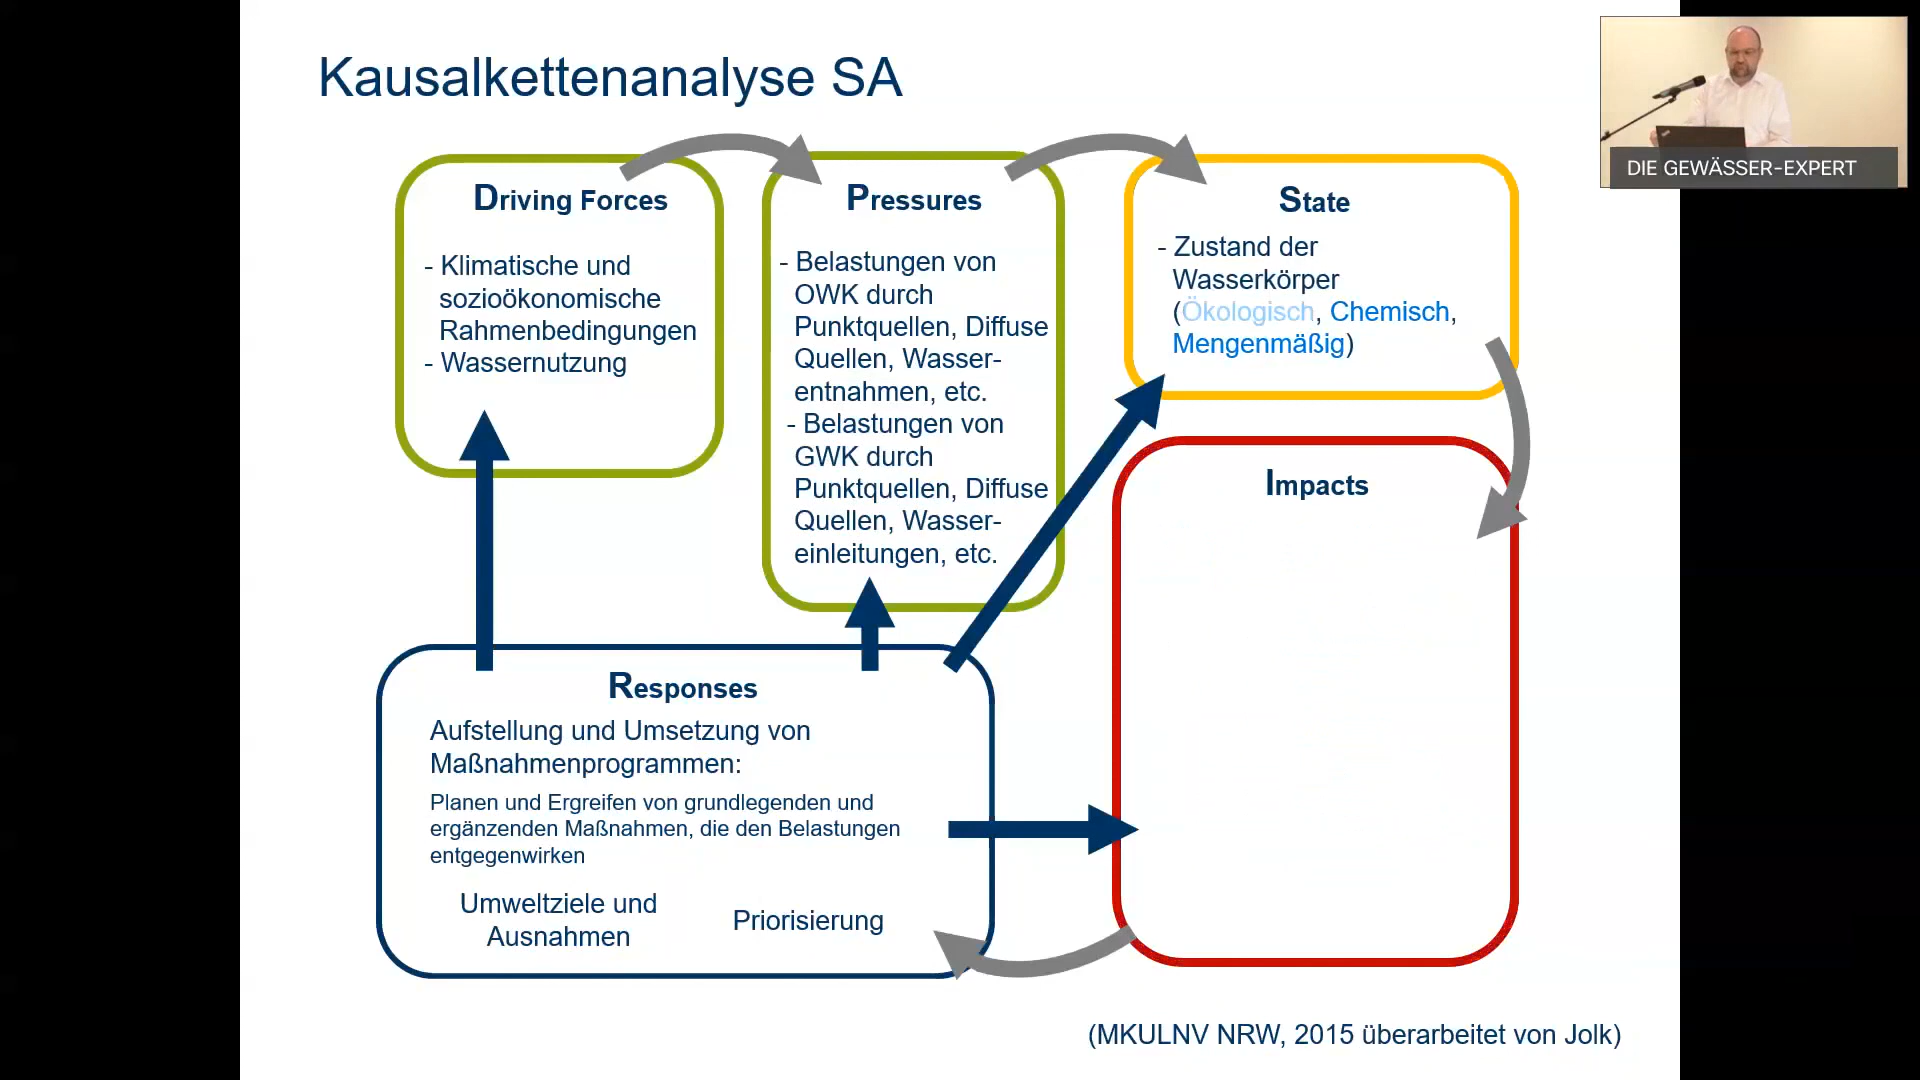 Kausalkettenanalyse SA
DIE GEWÄSSER-EXPERT
Driving Forces
- Klimatische und
sozioökonomische
Rahmenbedingungen
- Wassernutzung
Pressures
- Belastungen von
OWK durch
Punktquellen, Diffuse
Quellen, Wasser-
entnahmen, etc.
- Belastungen von
GWK durch
Punktquellen, Diffuse
Quellen, Wasser-
einleitungen, etc.
State
- Zustand der
Wasserkörper
(Ökologisch, Chemisch,
Mengenmäßig)
Impacts
Responses
Aufstellung und Umsetzung von
Maßnahmenprogrammen:
Planen und Ergreifen von grundlegenden und
ergänzenden Maßnahmen, die den Belastungen
entgegenwirken
Umweltziele und
Ausnahmen
Priorisierung
(MKULNV NRW, 2015 überarbeitet von Jolk)